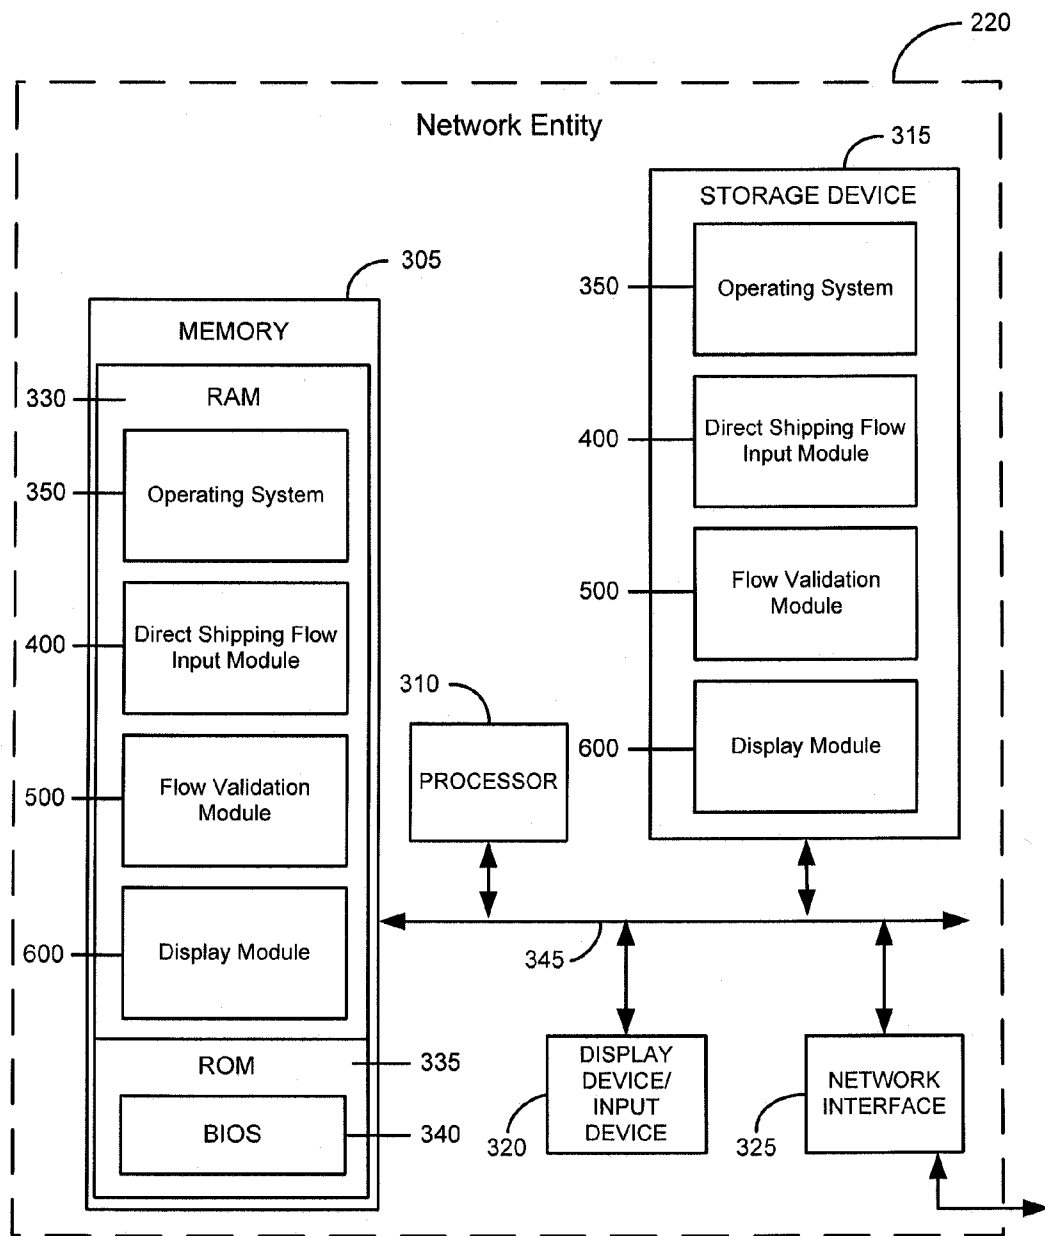 220
Network Entity
315
STORAGE DEVICE
350
Operating System
400
Direct Shipping Flow
Input Module
500
Flow Validation
Module
600
Display Module
305
MEMORY
330
RAM
350
Operating System
400
Direct Shipping Flow
Input Module
500
Flow Validation
Module
600
Display Module
ROM
335
BIOS
340
310
PROCESSOR
345
DISPLAY
DEVICE/
INPUT
DEVICE
320
NETWORK
INTERFACE
325